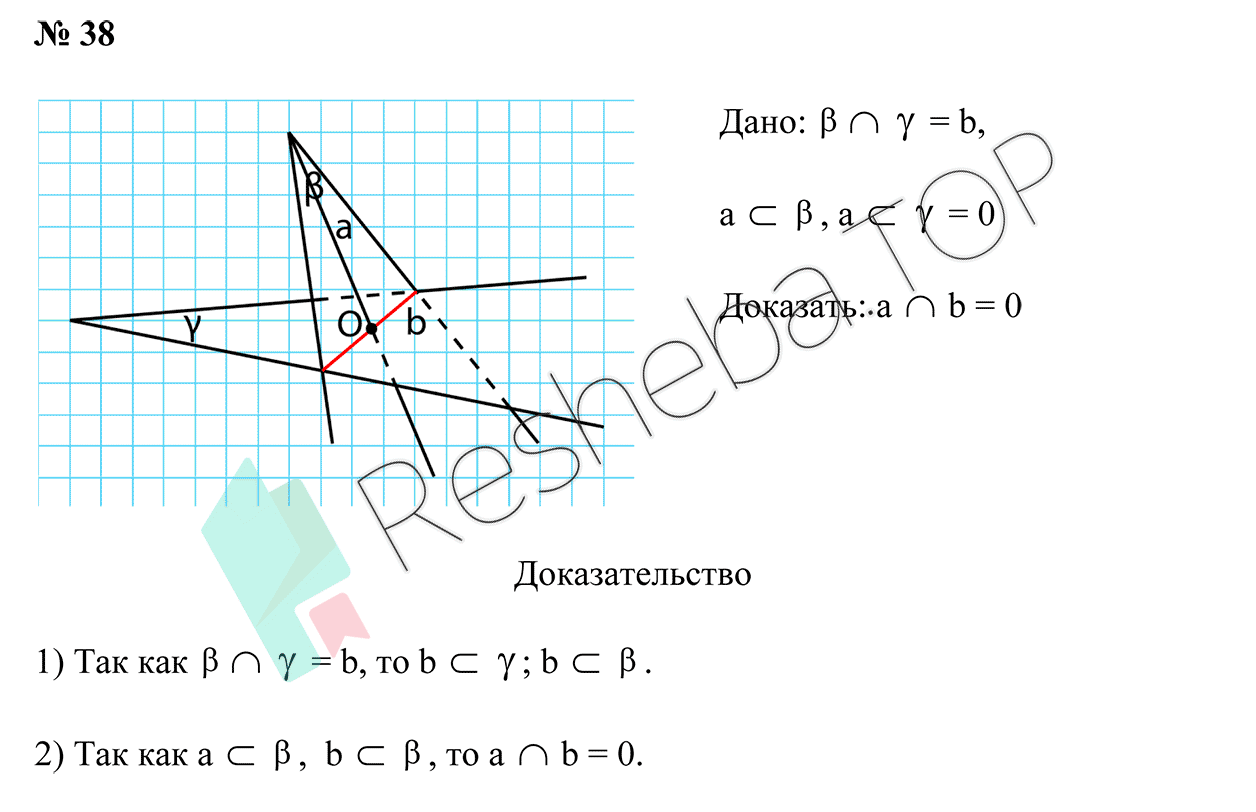 № 38
β
a
γ
O b
Дано: β ∩ γ = b,
a ⊂ β, a ⊂ γ = 0
Доказать: a ∩ b = 0
Resheba TOP
Доказательство
1) Так как β ∩ γ = b, то b ⊂ γ; b ⊂ β.
2) Так как a ⊂ β, b ⊂ β, то a ∩ b = 0.